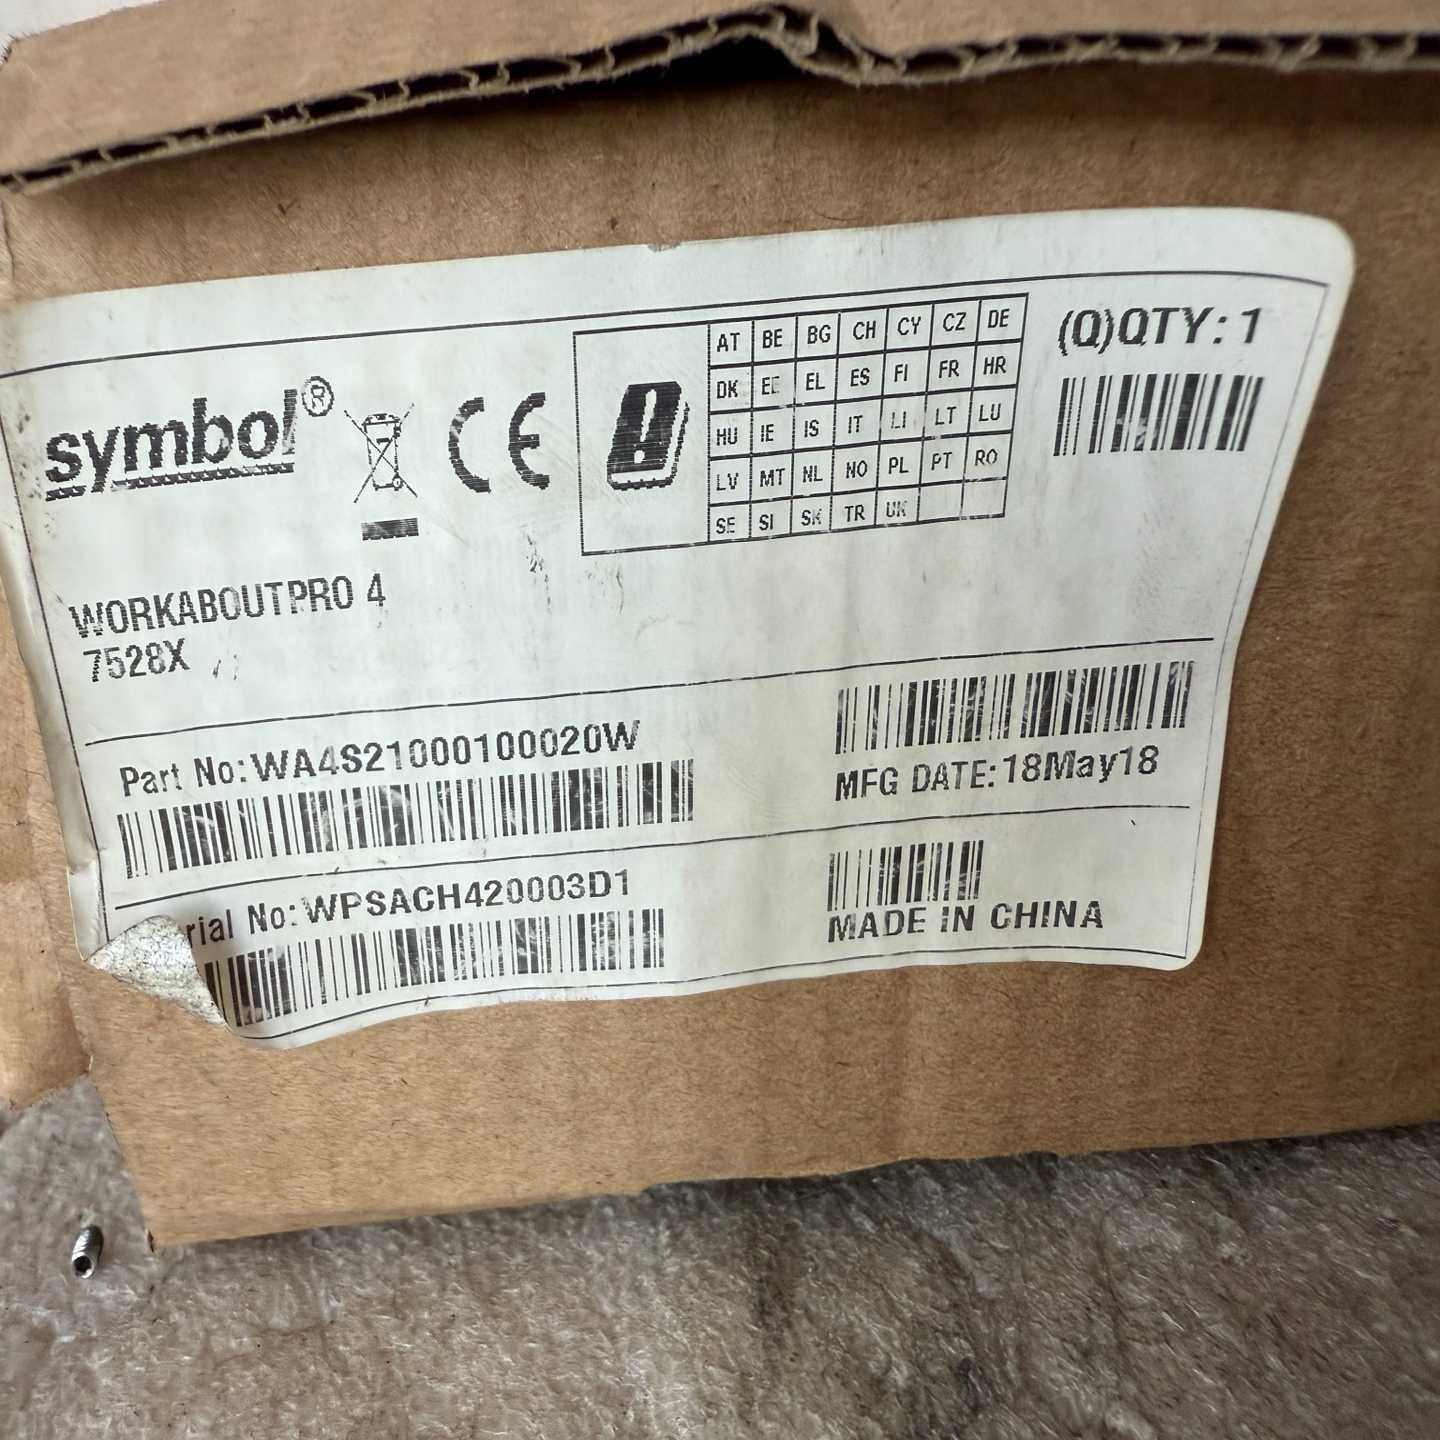 symbol®
CE
AT BE BG CH CY CZ DE
DK EE EL ES FI FR HR
HU IE IS IT LI LT LU
LV MT NL NO PL PT RO
SE SI SK TR UK
(Q)QTY: 1
WORKABOUTPRO 4
7528X
Part No: WA4S21000100020W
MFG DATE: 18May18
rial No: WPSACH420003D1
MADE IN CHINA